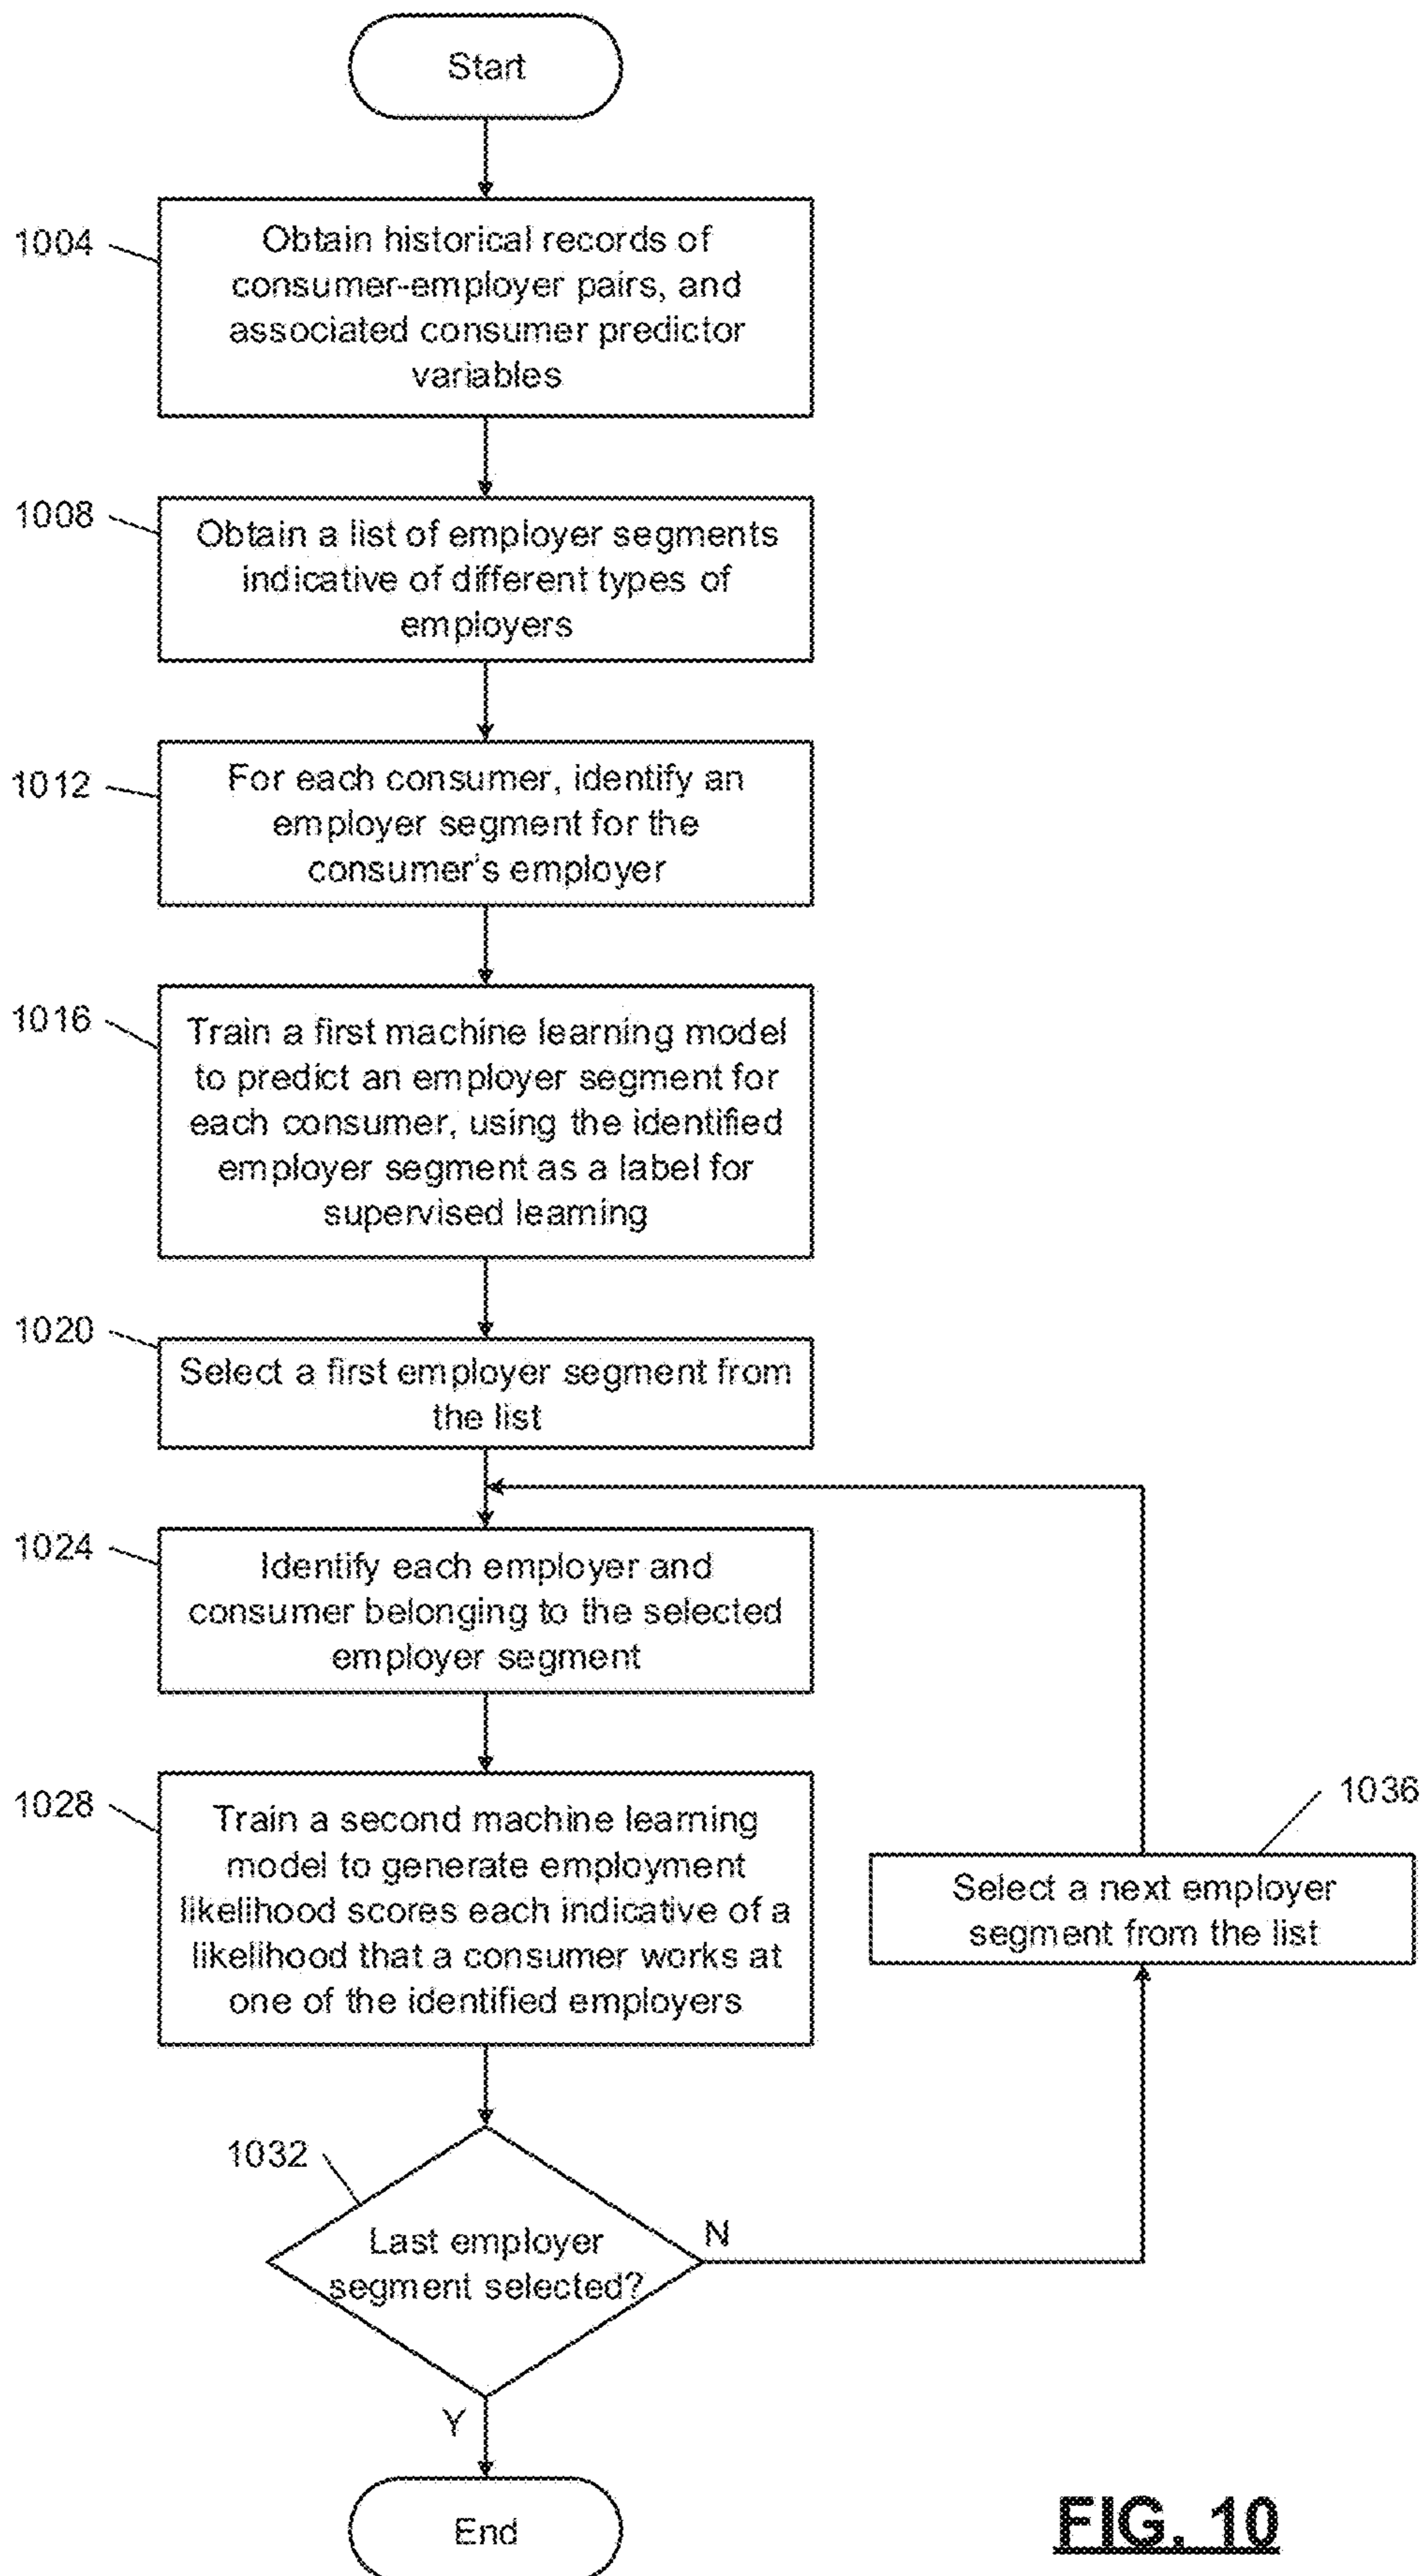 Start
1004
Obtain historical records of
consumer-employer pairs, and
associated consumer predictor
variables
1008
Obtain a list of employer segments
indicative of different types of
employers
1012
For each consumer, identify an
employer segment for the
consumer's employer
1016
Train a first machine learning model
to predict an employer segment for
each consumer, using the identified
employer segment as a label for
supervised learning
1020
Select a first employer segment from
the list
1024
Identify each employer and
consumer belonging to the selected
employer segment
1028
Train a second machine learning
model to generate employment
likelihood scores each indicative of a
likelihood that a consumer works at
one of the identified employers
1036
Select a next employer
segment from the list
1032
Last employer
segment selected?
N
Y
End
FIG. 10